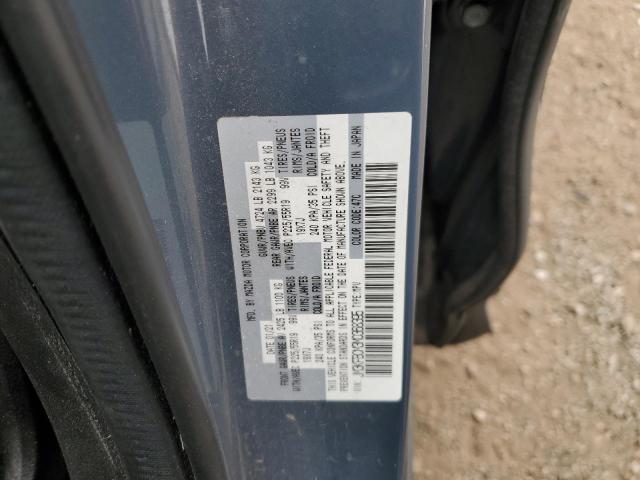 MFD. BY MAZDA MOTOR CORPORATION
DATE: 01/21 GVWR/PNBV 4724 LB 2143 KG
FRONT GAWR/PNBE AV 2425 LB 1100 KG REAR GAWR/PNBE AR 2299 LB 1043 KG
WITH/AVEC P225/55R19 99V TIRES/PNEUS WITH/AVEC P225/55R19 99V TIRES/PNEUS
19X7J RIMS/JANTES 19X7J RIMS/JANTES
240 KPA/35 PSI COLD/A FROID 240 KPA/35 PSI COLD/A FROID
CONFORMS TO ALL APPLICABLE FEDERAL MOTOR VEHICLE SAFETY AND THEFT
PREVENTION STANDARDS IN EFFECT ON THE DATE OF MANUFACTURE SHOWN ABOVE.
TYPE:MPV COLOR CODE:47C MADE IN JAPAN